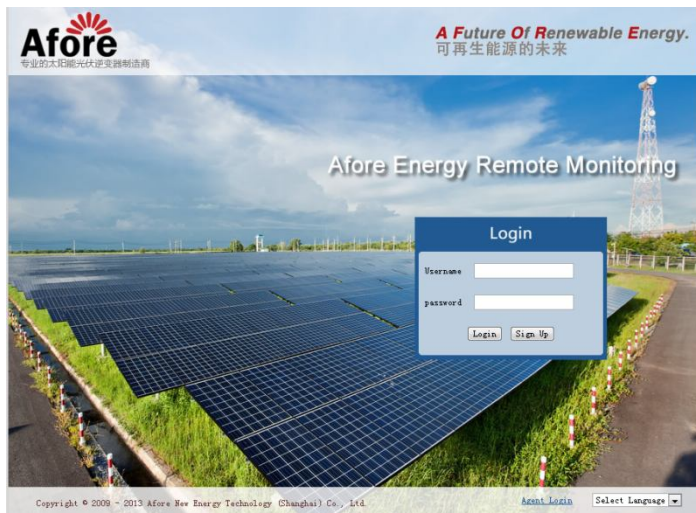 Afore
专业的太阳能光伏逆变器制造商
A Future Of Renewable Energy.
可再生能源的未来
Afore Energy Remote Monitoring
Login
Username
password
Login Sign Up
Copyright © 2009 - 2013 Afore New Energy Technology (Shanghai) Co., Ltd. Agent Login Select Language